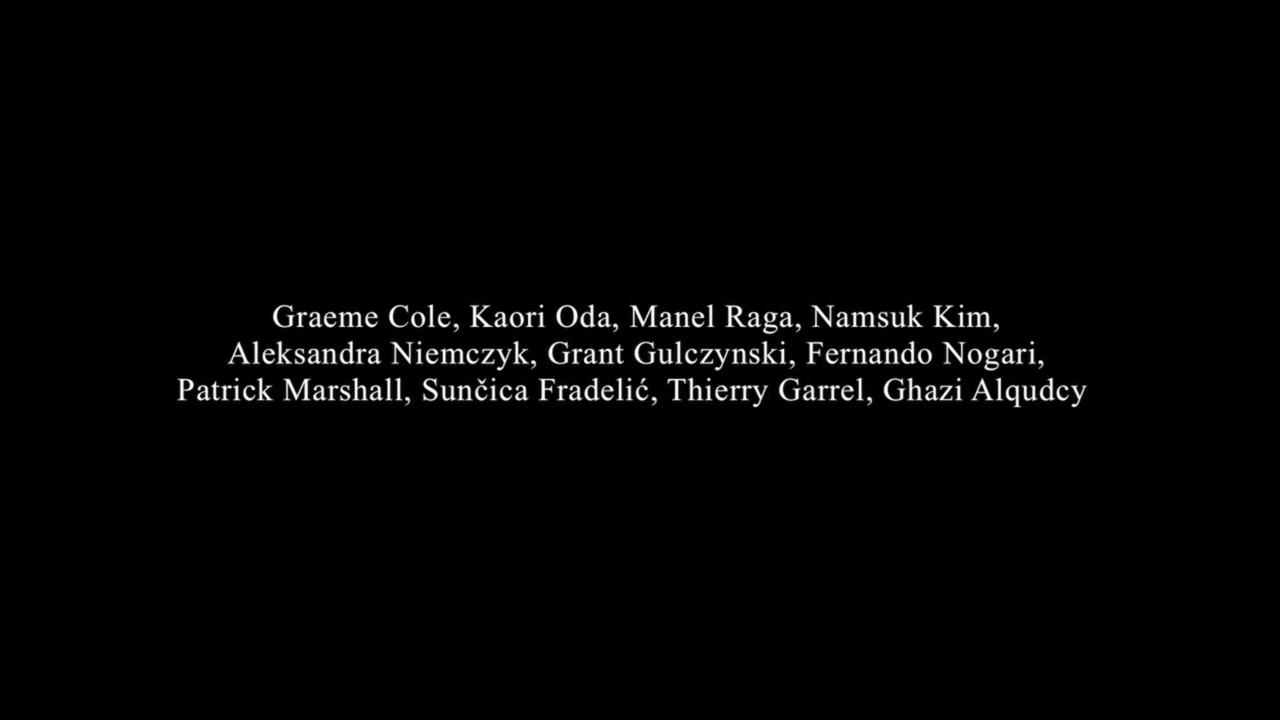 Graeme Cole, Kaori Oda, Manel Raga, Namsuk Kim,
Aleksandra Niemczyk, Grant Gulczynski, Fernando Nogari,
Patrick Marshall, Sunčica Fradelić, Thierry Garrel, Ghazi Alqudcy